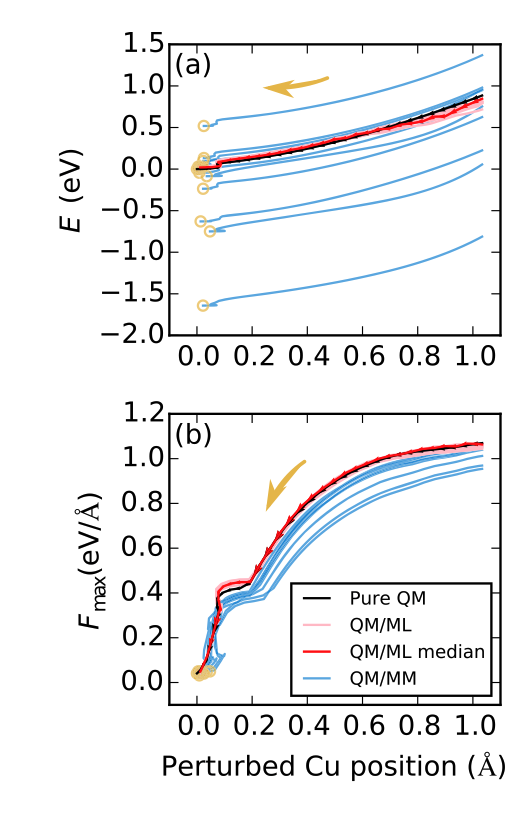 (a)
1.5
1.0
0.5
0.0
−0.5
−1.0
−1.5
−2.0
E (eV)
0.0 0.2 0.4 0.6 0.8 1.0
(b)
1.2
1.0
0.8
0.6
0.4
0.2
0.0
Fmax(eV/Å)
Pure QM
QM/ML
QM/ML median
QM/MM
0.0 0.2 0.4 0.6 0.8 1.0
Perturbed Cu position (Å)